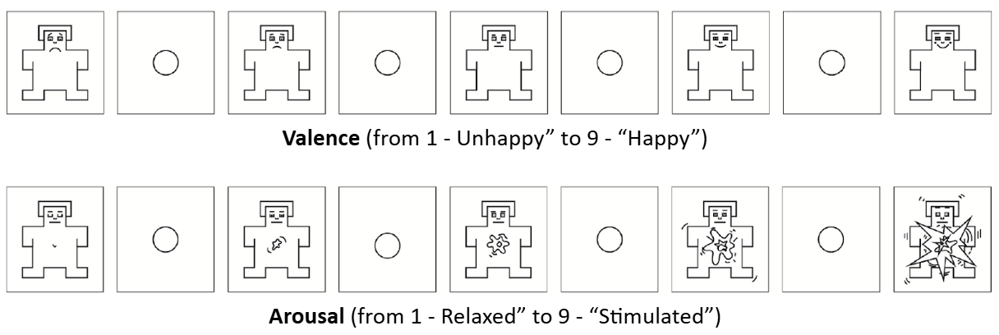 Valence (from 1 - Unhappy” to 9 - “Happy”)
Arousal (from 1 - Relaxed” to 9 - “Stimulated”)